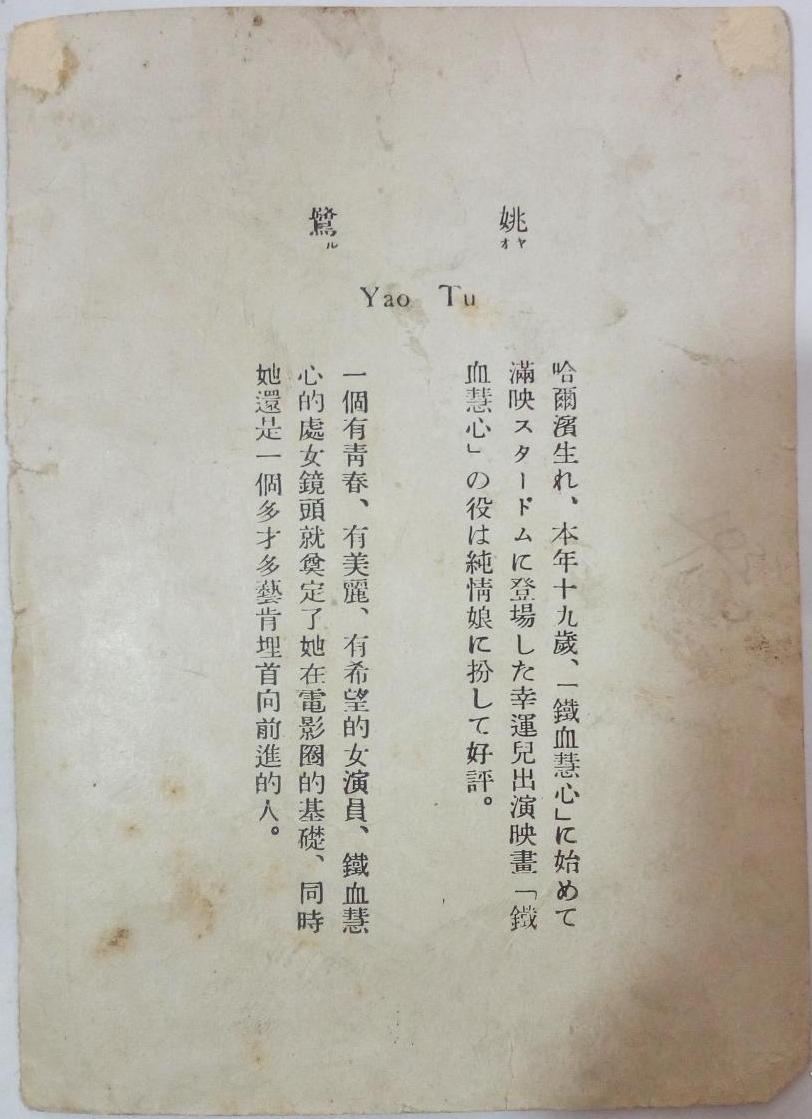 姚 鷺
ヤオ ル
Yao Tu
哈爾濱生れ、本年十九歲、「鐵血慧心」に始めて
滿映スタードムに登場した幸運兒出演映畫「鐵
血慧心」の役は純情娘に扮して好評。
一個有靑春、有美麗、有希望的女演員、鐵血慧
心的處女鏡頭就奠定了她在電影圈的基礎、同時
她還是一個多才多藝肯埋首向前進的人。